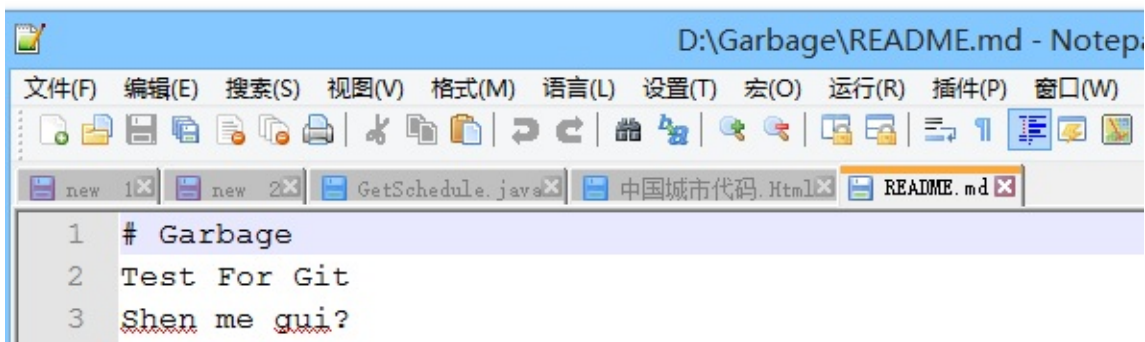 D:\Garbage\README.md - Notepa
文件(F) 编辑(E) 搜索(S) 视图(V) 格式(M) 语言(L) 设置(T) 宏(O) 运行(R) 插件(P) 窗口(W)
new 1 new 2 GetSchedule.java 中国城市代码.Html README.md
1 # Garbage
2 Test For Git
3 Shen me gui?